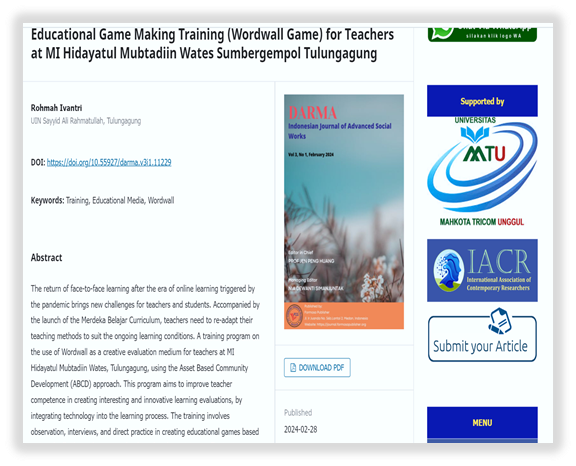 Educational Game Making Training (Wordwall Game) for Teachers
at MI Hidayatul Mubtadiin Wates Sumbergempol Tulungagung
Rohmah Ivantri
UIN Sayyid Ali Rahmatullah, Tulungagung
DOI: https://doi.org/10.55927/darma.v3i1.11229
Keywords: Training, Educational Media, Wordwall
Abstract
The return of face-to-face learning after the era of online learning triggered by
the pandemic brings new challenges for teachers and students. Accompanied by
the launch of the Merdeka Belajar Curriculum, teachers need to re-adapt their
teaching methods to suit the ongoing learning conditions. A training program on
the use of Wordwall as a creative evaluation medium for teachers at MI
Hidayatul Mubtadiin Wates, Tulungagung, using the Asset Based Community
Development (ABCD) approach. This program aims to improve teacher
competence in creating interesting and innovative learning evaluations, by
integrating technology into the learning process. The training involves
observation, interviews, and direct practice in creating educational games based
DARMA
Indonesian Journal of Advanced Social
Works
Vol 3, No 1, February 2024
Editor in Chief
PROF JEN PENG HUANG
Managing Editor
DOWNLOAD PDF
Published
2024-02-28
silakan klik logo WA
Supported by
UNIVERSITAS
MTU
MAHKOTA TRICOM UNGGUL
IACR
International Association of
Contemporary Researchers
Submit your Article
MENU